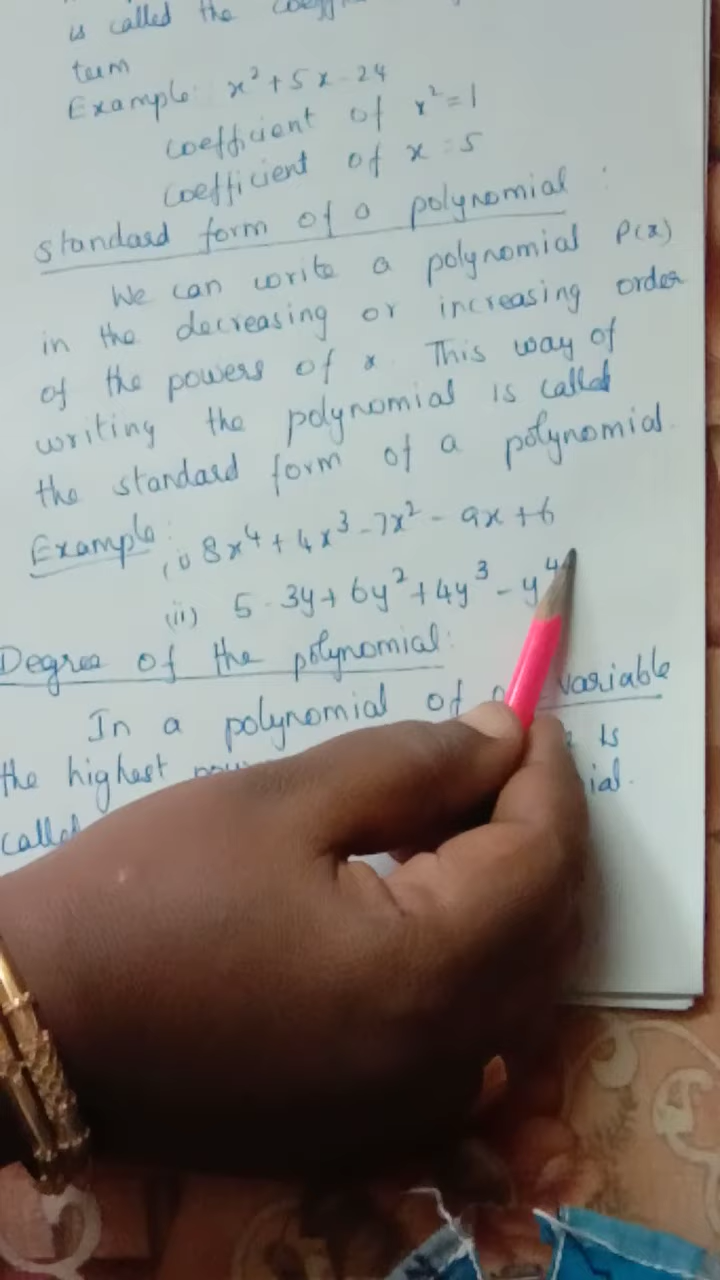 is called the
term
Example: x² + 5x - 24
coefficient of x² = 1
coefficient of x = 5
standard form of a polynomial :
We can write a polynomial P(x)
in the decreasing or increasing order
of the powers of x. This way of
writing the polynomial is called
the standard form of a polynomial.
Example: (i) 8x⁴ + 4x³ - 7x² - 9x + 6
(ii) 5 - 3y + 6y² + 4y³ - y⁴
Degree of the polynomial:
In a polynomial of variable
the highest is
called